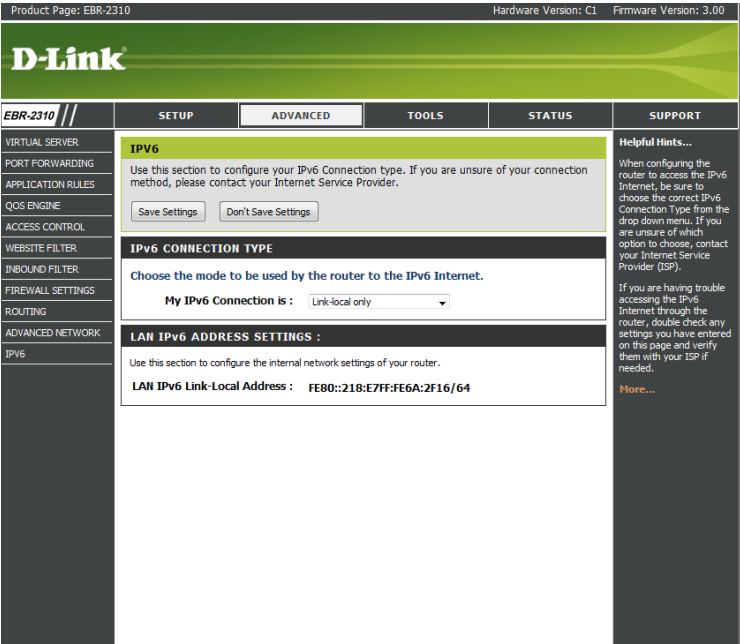 Product Page: EBR-2310
Hardware Version: C1
Firmware Version: 3.00
D-Link
EBR-2310
SETUP
ADVANCED
TOOLS
STATUS
SUPPORT
VIRTUAL SERVER
PORT FORWARDING
APPLICATION RULES
QOS ENGINE
ACCESS CONTROL
WEBSITE FILTER
INBOUND FILTER
FIREWALL SETTINGS
ROUTING
ADVANCED NETWORK
IPV6
IPV6
Use this section to configure your IPv6 Connection type. If you are unsure of your connection
method, please contact your Internet Service Provider.
Save Settings
Don't Save Settings
IPv6 CONNECTION TYPE
Choose the mode to be used by the router to the IPv6 Internet.
My IPv6 Connection is :
Link-local only
LAN IPv6 ADDRESS SETTINGS :
Use this section to configure the internal network settings of your router.
LAN IPv6 Link-Local Address :
FE80::218:E7FF:FE6A:2F16/64
Helpful Hints...
When configuring the
router to access the IPv6
Internet, be sure to
choose the correct IPv6
Connection Type from the
drop down menu. If you
are unsure of which
option to choose, contact
your Internet Service
Provider (ISP).
If you are having trouble
accessing the IPv6
Internet through the
router, double check any
settings you have entered
on this page and verify
them with your ISP if
needed.
More...